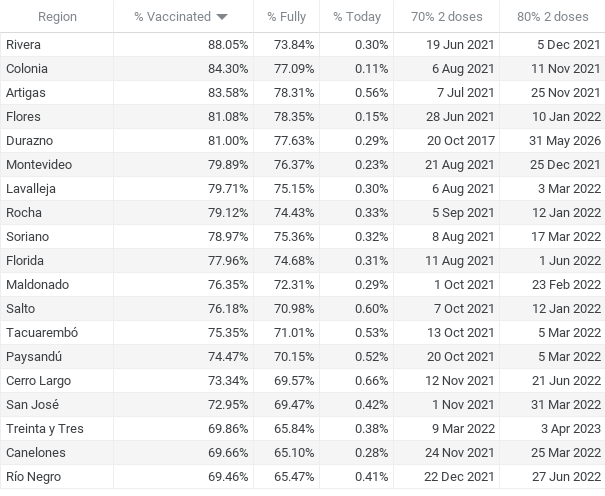 Region % Vaccinated % Fully % Today 70% 2 doses 80% 2 doses
Rivera 88.05% 73.84% 0.30% 19 Jun 2021 5 Dec 2021
Colonia 84.30% 77.09% 0.11% 6 Aug 2021 11 Nov 2021
Artigas 83.58% 78.31% 0.56% 7 Jul 2021 25 Nov 2021
Flores 81.08% 78.35% 0.15% 28 Jun 2021 10 Jan 2022
Durazno 81.00% 77.63% 0.29% 20 Oct 2017 31 May 2026
Montevideo 79.89% 76.37% 0.23% 21 Aug 2021 25 Dec 2021
Lavalleja 79.71% 75.15% 0.30% 6 Aug 2021 3 Mar 2022
Rocha 79.12% 74.43% 0.33% 5 Sep 2021 12 Jan 2022
Soriano 78.97% 75.36% 0.32% 8 Aug 2021 17 Mar 2022
Florida 77.96% 74.68% 0.31% 11 Aug 2021 1 Jun 2022
Maldonado 76.35% 72.31% 0.29% 1 Oct 2021 23 Feb 2022
Salto 76.18% 70.98% 0.60% 7 Oct 2021 12 Jan 2022
Tacuarembó 75.35% 71.01% 0.53% 13 Oct 2021 5 Mar 2022
Paysandú 74.47% 70.15% 0.52% 20 Oct 2021 5 Mar 2022
Cerro Largo 73.34% 69.57% 0.66% 12 Nov 2021 21 Jun 2022
San José 72.95% 69.47% 0.42% 1 Nov 2021 31 Mar 2022
Treinta y Tres 69.86% 65.84% 0.38% 9 Mar 2022 3 Apr 2023
Canelones 69.66% 65.10% 0.28% 24 Nov 2021 25 Mar 2022
Río Negro 69.46% 65.47% 0.41% 22 Dec 2021 27 Jun 2022